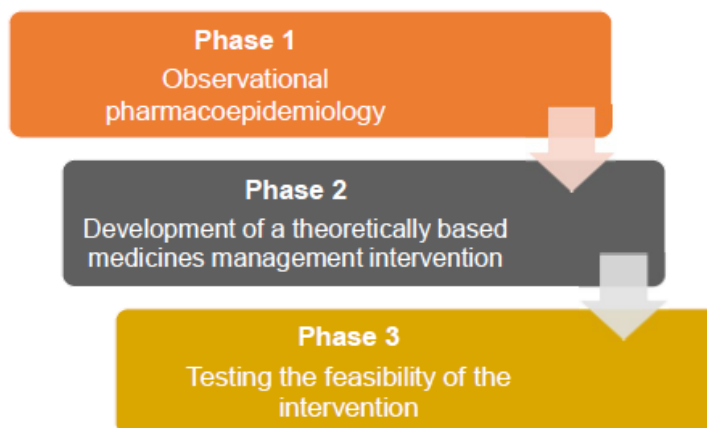 Phase 1
Observational
pharmacoepidemiology
Phase 2
Development of a theoretically based
medicines management intervention
Phase 3
Testing the feasibility of the
intervention